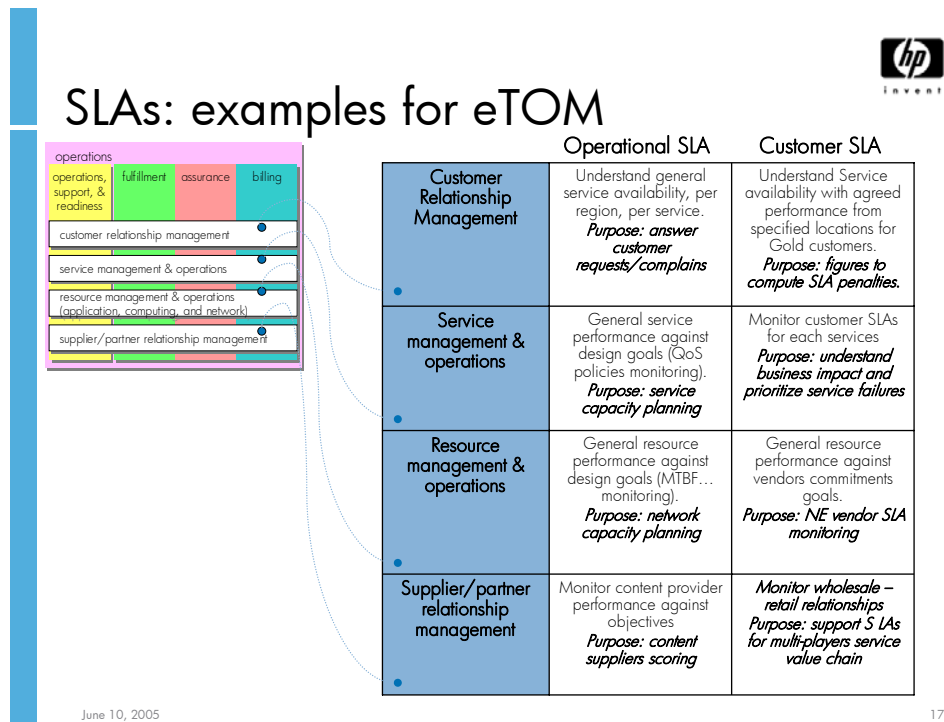 hp
invent
SLAs: examples for eTOM
operations
operations,
support, &
readiness
fulfillment
assurance
billing
customer relationship management
service management & operations
resource management & operations
(application, computing, and network)
supplier/partner relationship management
Operational SLA
Customer SLA
Customer
Relationship
Management
Understand general
service availability, per
region, per service.
Purpose: answer
customer
requests/complains
Understand Service
availability with agreed
performance from
specified locations for
Gold customers.
Purpose: figures to
compute SLA penalties.
Service
management &
operations
General service
performance against
design goals (QoS
policies monitoring).
Purpose: service
capacity planning
Monitor customer SLAs
for each services
Purpose: understand
business impact and
prioritize service failures
Resource
management &
operations
General resource
performance against
design goals (MTBF...
monitoring).
Purpose: network
capacity planning
General resource
performance against
vendors commitments
goals.
Purpose: NE vendor SLA
monitoring
Supplier/partner
relationship
management
Monitor content provider
performance against
objectives
Purpose: content
suppliers scoring
Monitor wholesale –
retail relationships
Purpose: support S LAs
for multi-players service
value chain
June 10, 2005
17